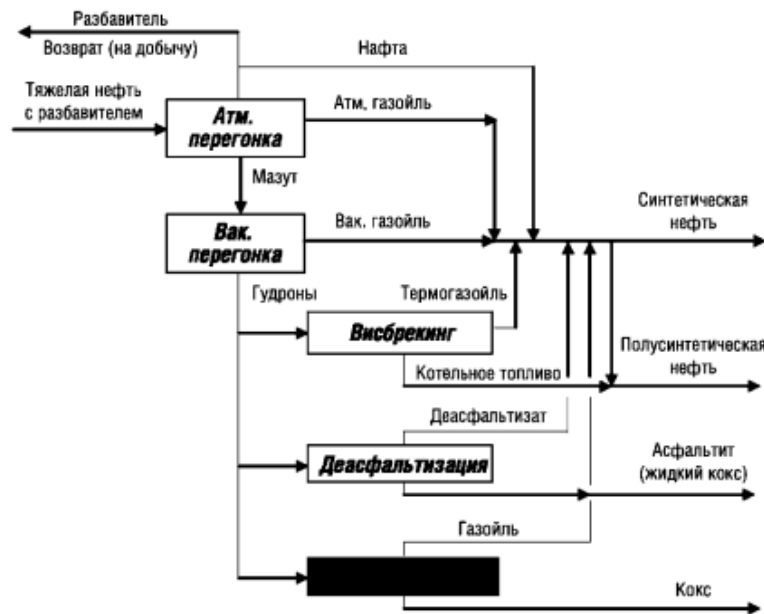 Разбавитель
Возврат (на добычу)
Нафта
Тяжелая нефть
с разбавителем
Атм.
перегонка
Атм, газойль
Мазут
Вак.
перегонка
Вак. газойль
Синтетическая
нефть
Гудроны
Термогазойль
Висбрекинг
Полусинтетическая
нефть
Котельное топливо
Деасфальтизат
Деасфальтизация
Асфальтит
(жидкий кокс)
Газойль
Кокс